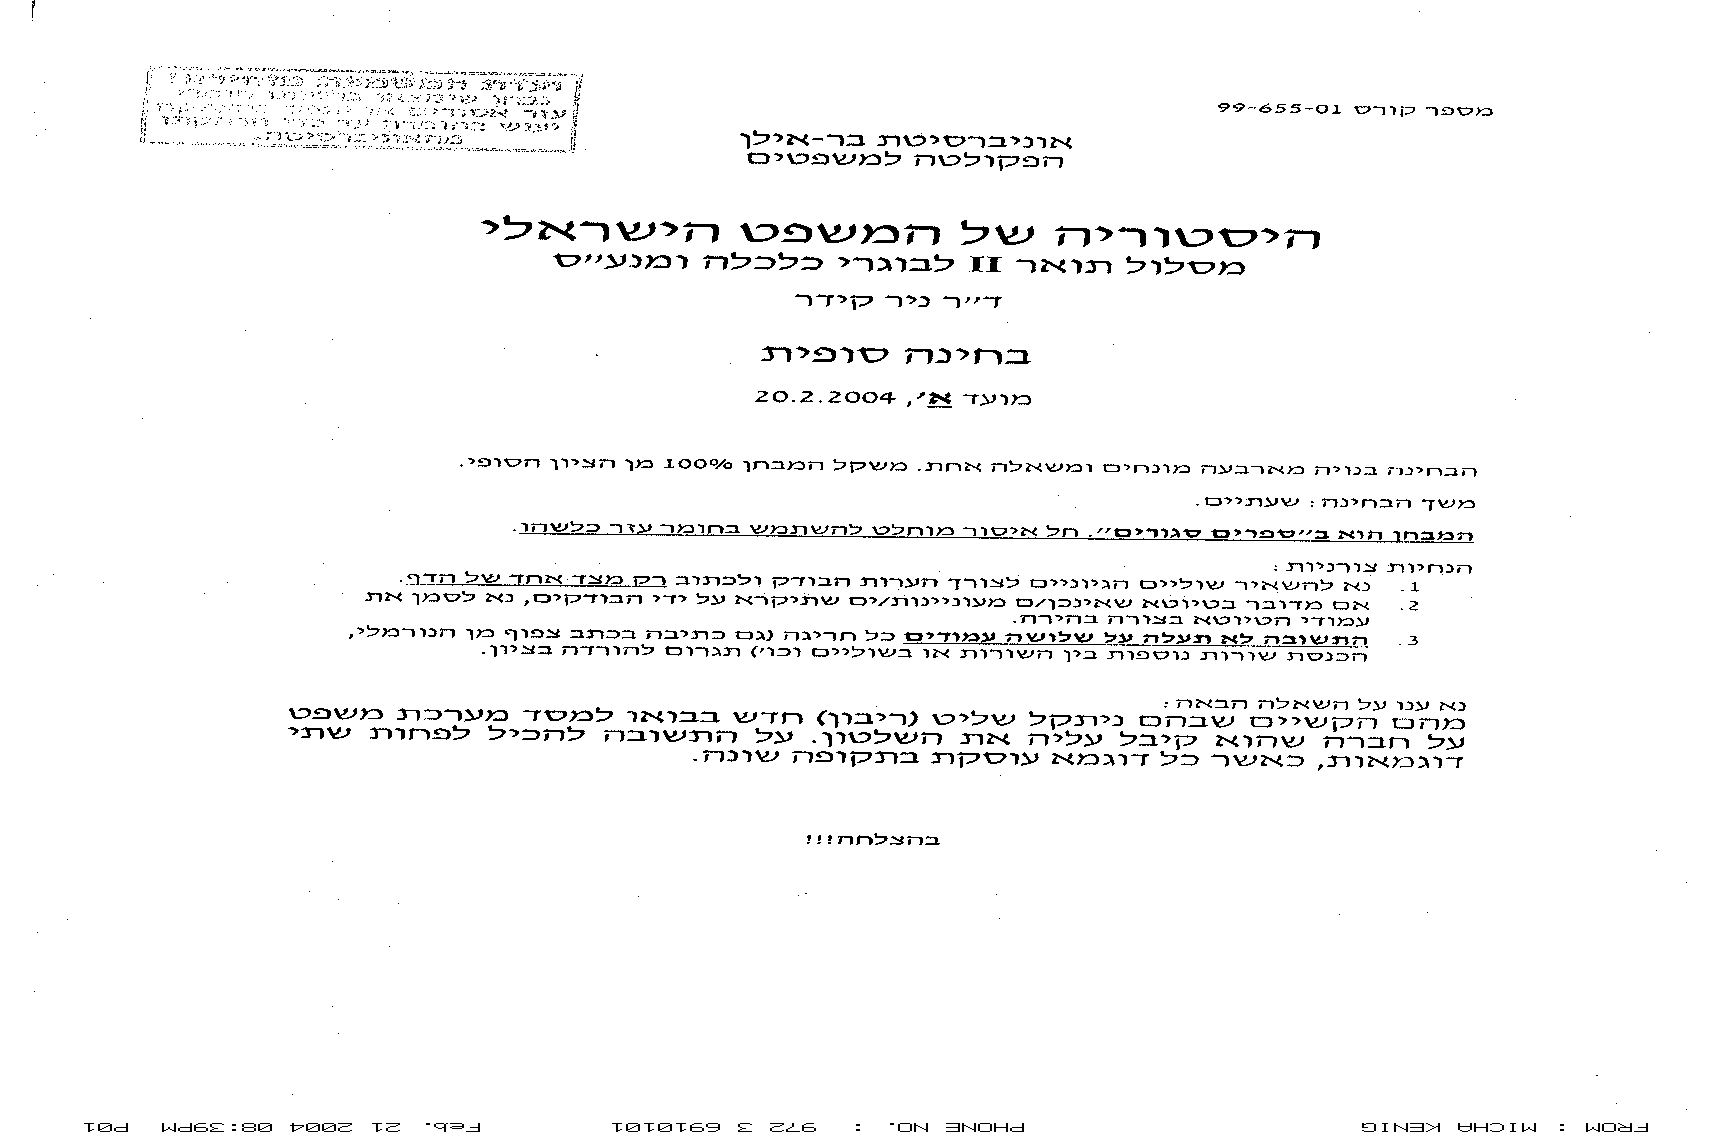 מספר קורס 99-655-01
אוניברסיטת בר-אילן
הפקולטה למשפטים
היסטוריה של המשפט הישראלי
מסלול תואר II לבוגרי כלכלה ומנע״ס
ד״ר ניר קידר
בחינה סופית
מועד א׳, 20.2.2004
הבחינה בנויה מארבעה מונחים ומשאלה אחת. משקל המבחן 100% מן הציון הסופי.
משך הבחינה: שעתיים.
המבחן הוא ב״ספרים סגורים״. חל איסור מוחלט להשתמש בחומר עזר כלשהו.
הנחיות צורניות:
1. נא להשאיר שוליים הגיוניים לצורך הערות הבודק ולכתוב רק מצד אחד של הדף.
2. אם מדובר בטיוטא שאינכן/ם מעוניינות/ים שתיקרא על ידי הבודקים, נא לסמן את
עמודי הטיוטא בצורה בהירה.
3. התשובה לא תעלה על שלושה עמודים כל חריגה (גם כתיבה בכתב צפוף מן הנורמלי,
הכנסת שורות נוספות בין השורות או בשוליים וכו׳) תגרום להורדה בציון.
נא ענו על השאלה הבאה:
מהם הקשיים שבהם ניתקל שליט (ריבון) חדש בבואו למסד מערכת משפט
על חברה שהוא קיבל עליה את השלטון. על התשובה להכיל לפחות שתי
דוגמאות, כאשר כל דוגמא עוסקת בתקופה שונה.
בהצלחה!!!
FROM : MICHA KENIG PHONE NO. : 972 3 6910101 Feb. 21 2004 08:39PM P01